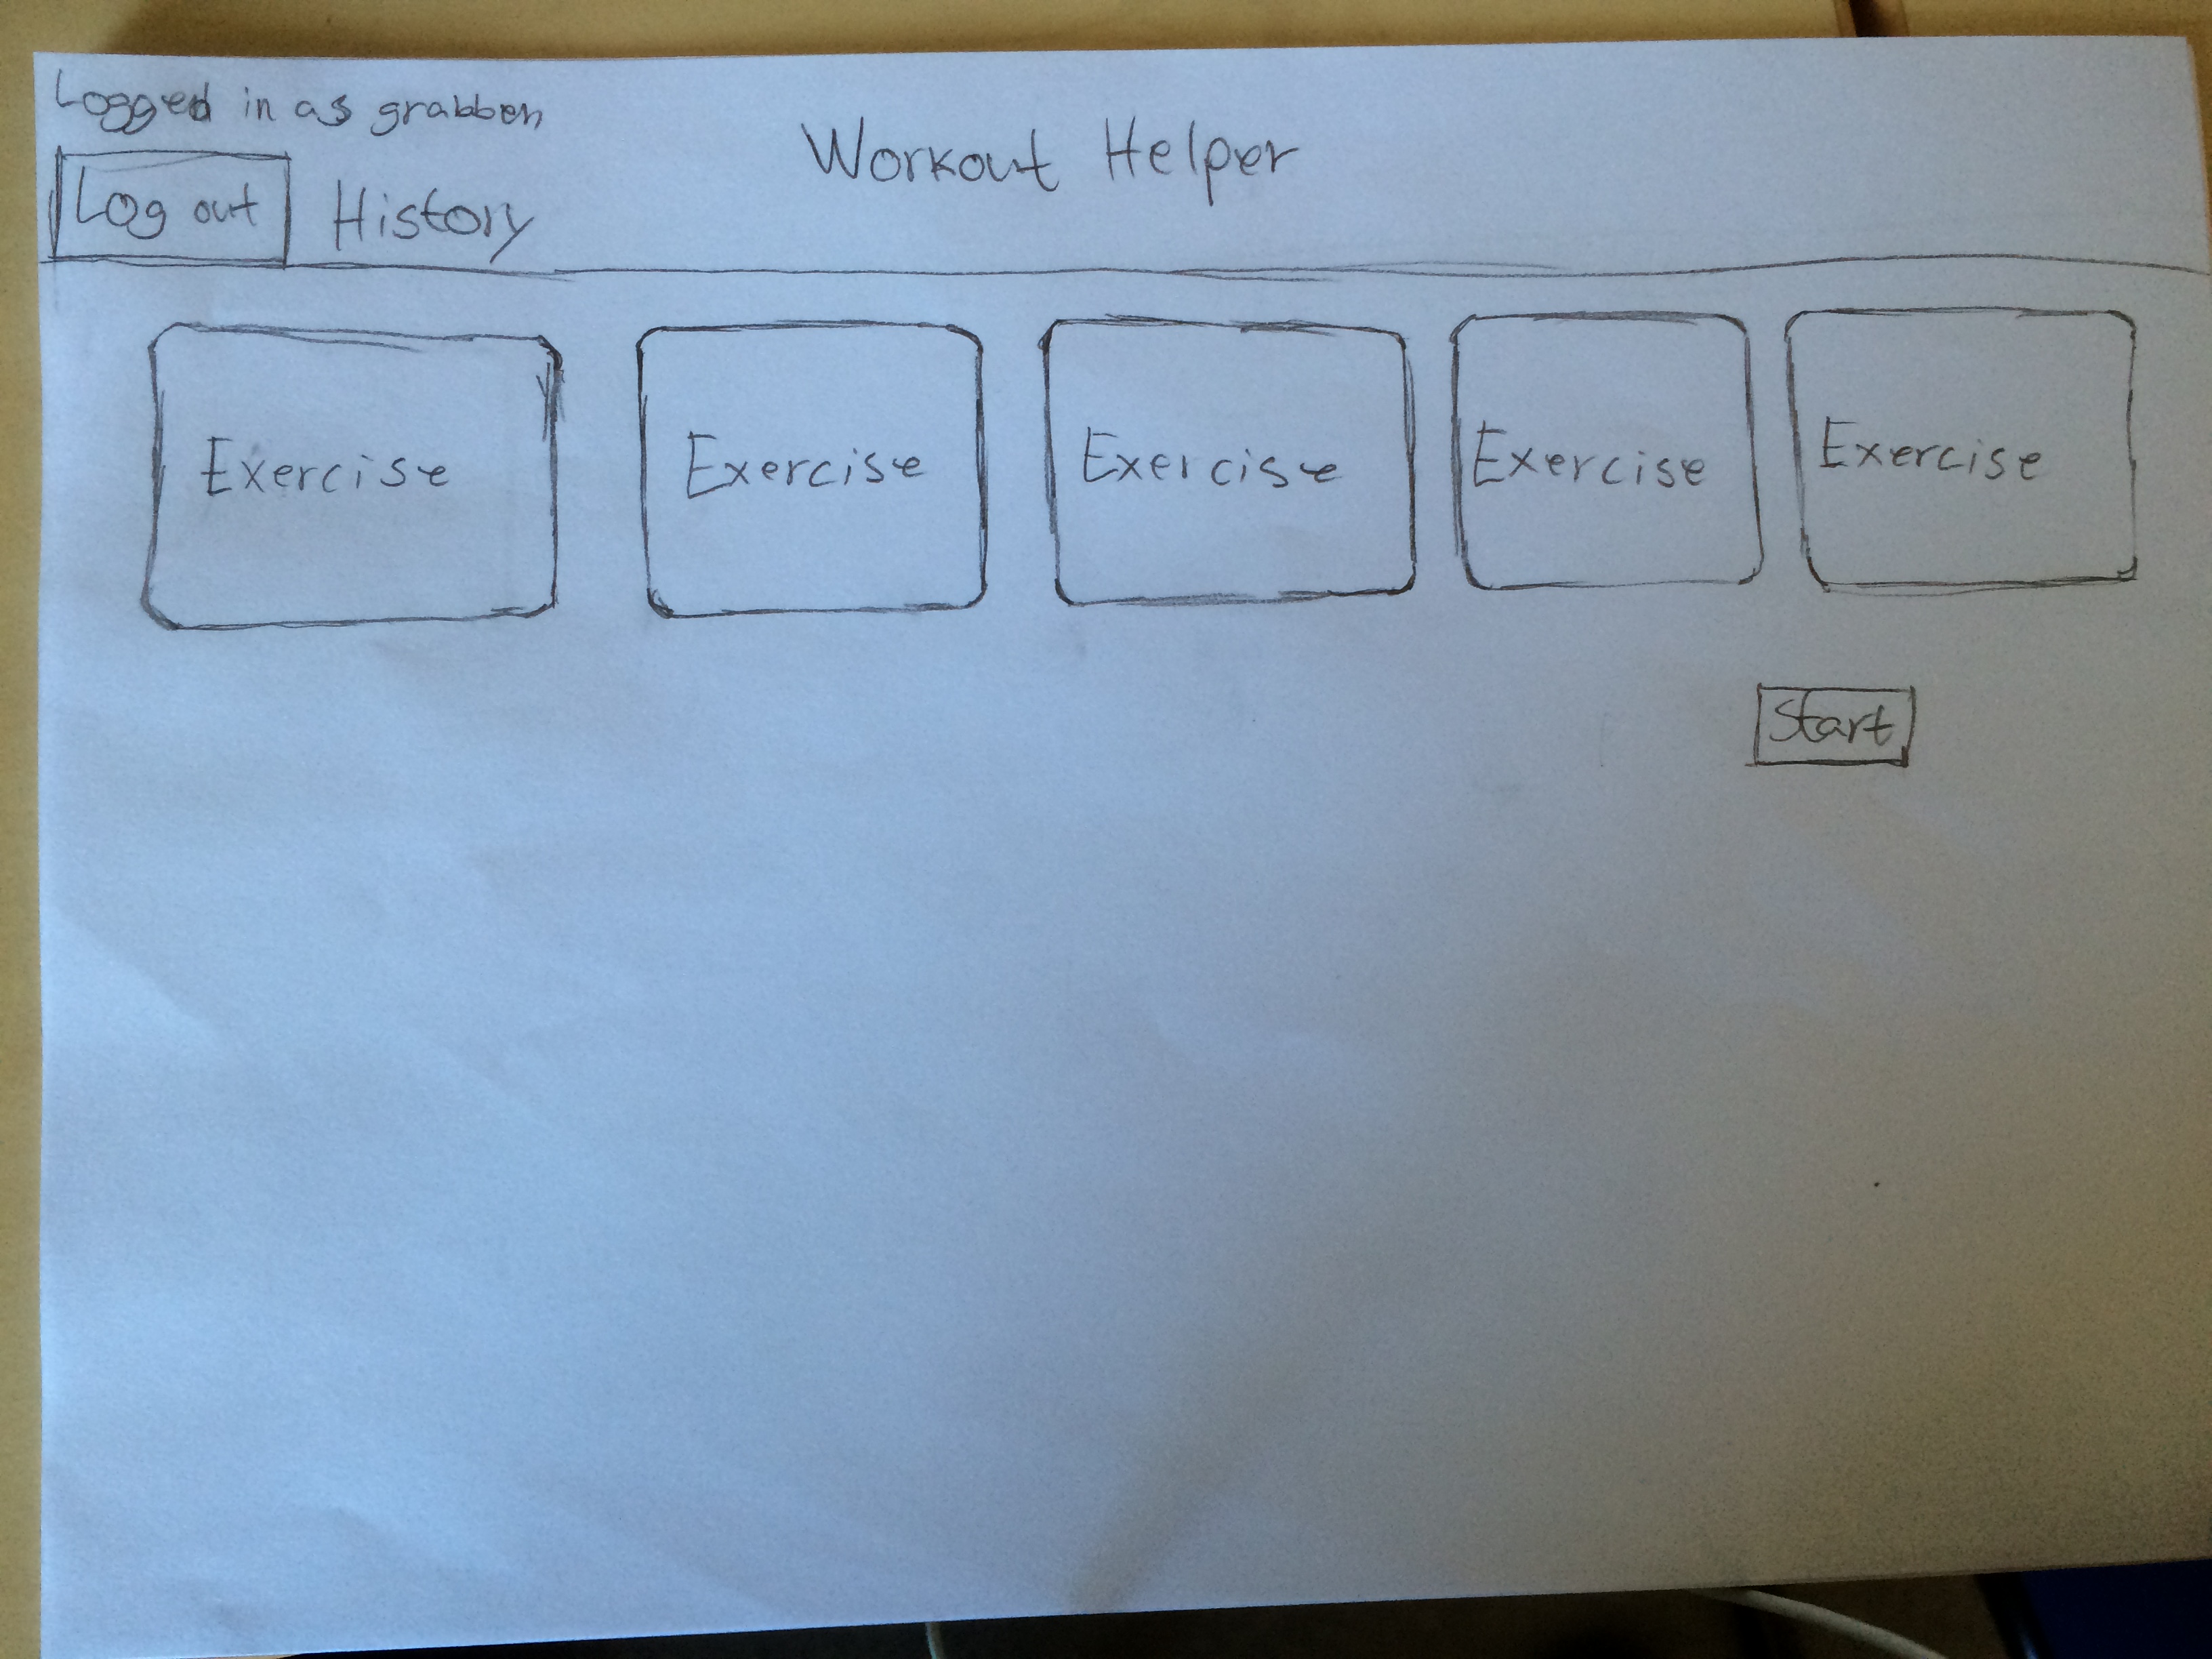 Logged in as grabben
Workout Helper
Log out History
Exercise Exercise Exercise Exercise Exercise
Start